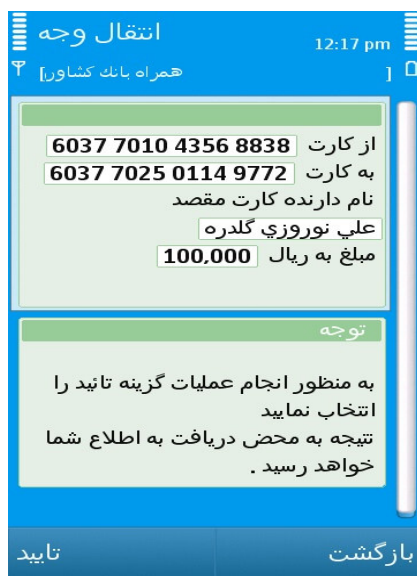 انتقال وجه
12:17 pm
[همراه بانك كشاورز]
از كارت 6037 7010 4356 8838
به كارت 6037 7025 0114 9772
نام دارنده كارت مقصد
علي نوروزي گلدره
مبلغ به ريال 100,000
توجه
به منظور انجام عمليات گزينه تائيد را
انتخاب نماييد
نتيجه به محض دريافت به اطلاع شما
خواهد رسيد .
تاييد
بازگشت